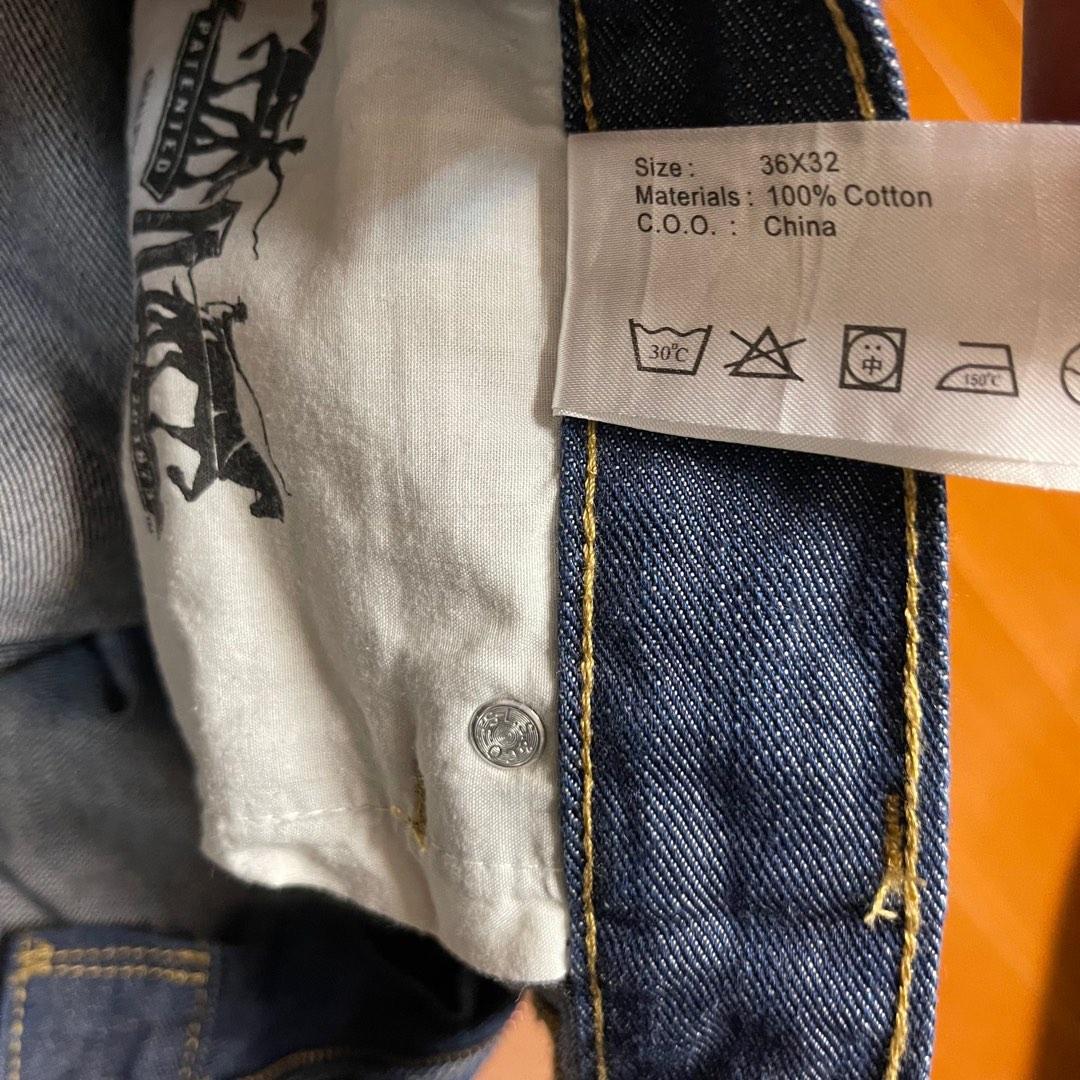 Size : 36X32
Materials : 100% Cotton
C.O.O. : China
30°C
中
150°C
PATENTED